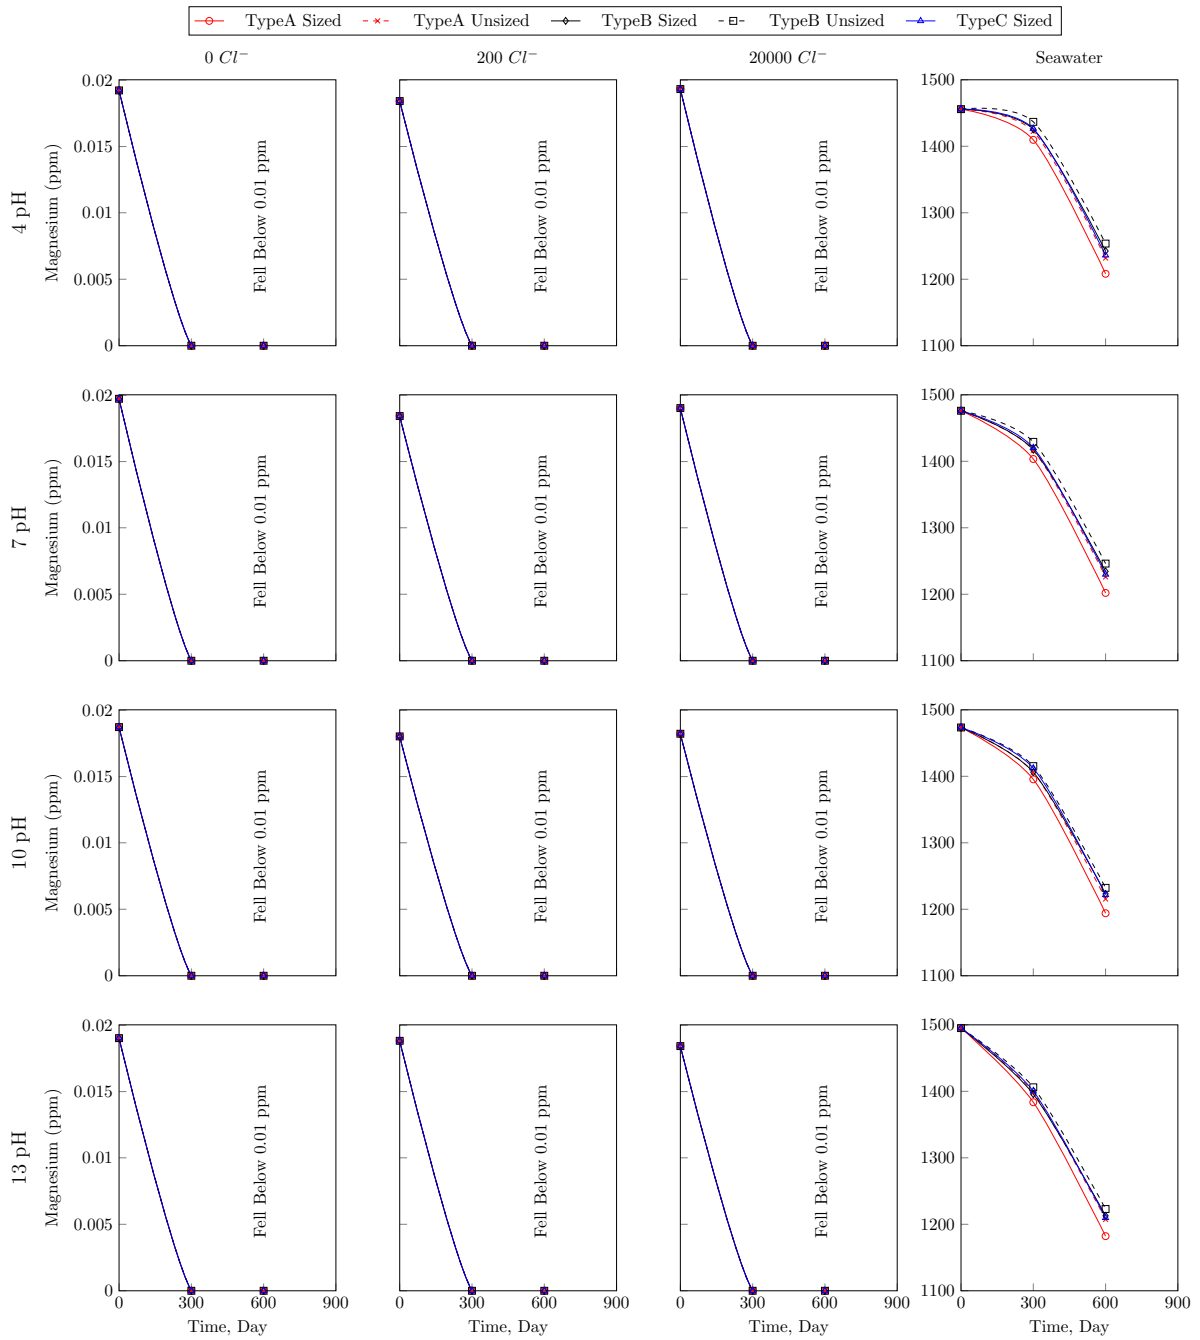 TypeA Sized TypeA Unsized TypeB Sized TypeB Unsized TypeC Sized
0 Cl⁻ 200 Cl⁻ 20000 Cl⁻ Seawater
4 pH
Magnesium (ppm)
0.02
0.015
0.01
0.005
0
Fell Below 0.01 ppm
Fell Below 0.01 ppm
Fell Below 0.01 ppm
1500
1400
1300
1200
1100
7 pH
Magnesium (ppm)
0.02
0.015
0.01
0.005
0
Fell Below 0.01 ppm
Fell Below 0.01 ppm
Fell Below 0.01 ppm
1500
1400
1300
1200
1100
10 pH
Magnesium (ppm)
0.02
0.015
0.01
0.005
0
Fell Below 0.01 ppm
Fell Below 0.01 ppm
Fell Below 0.01 ppm
1500
1400
1300
1200
1100
13 pH
Magnesium (ppm)
0.02
0.015
0.01
0.005
0
Fell Below 0.01 ppm
Fell Below 0.01 ppm
Fell Below 0.01 ppm
1500
1400
1300
1200
1100
0 300 600 900 0 300 600 900 0 300 600 900 0 300 600 900
Time, Day Time, Day Time, Day Time, Day